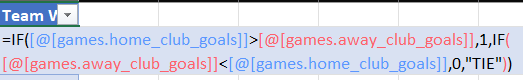 Team
=IF([@[games.home_club_goals]]>[@[games.away_club_goals]],1,IF(
[@[games.away_club_goals]]<[@[games.home_club_goals]],0,"TIE"))